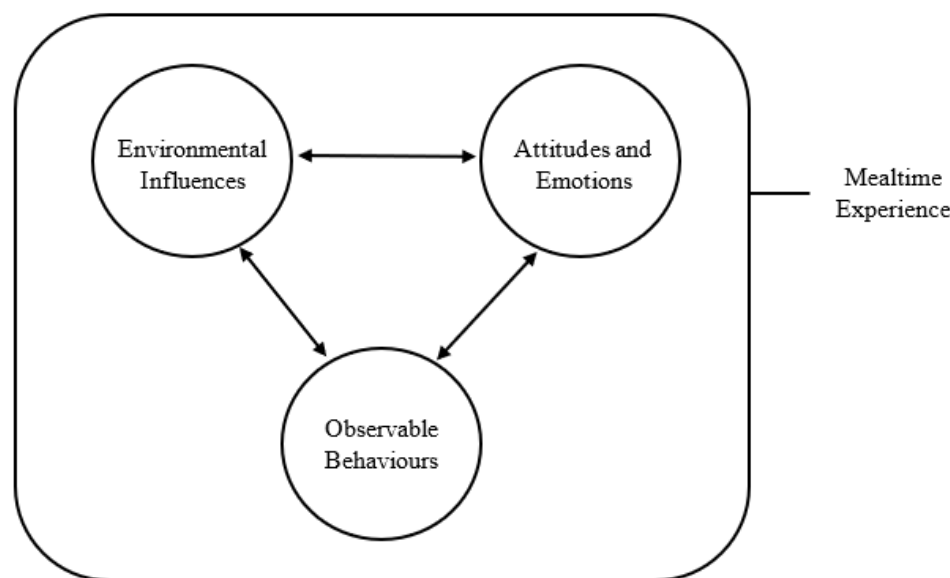 Environmental
Influences
Attitudes and
Emotions
Mealtime
Experience
Observable
Behaviours